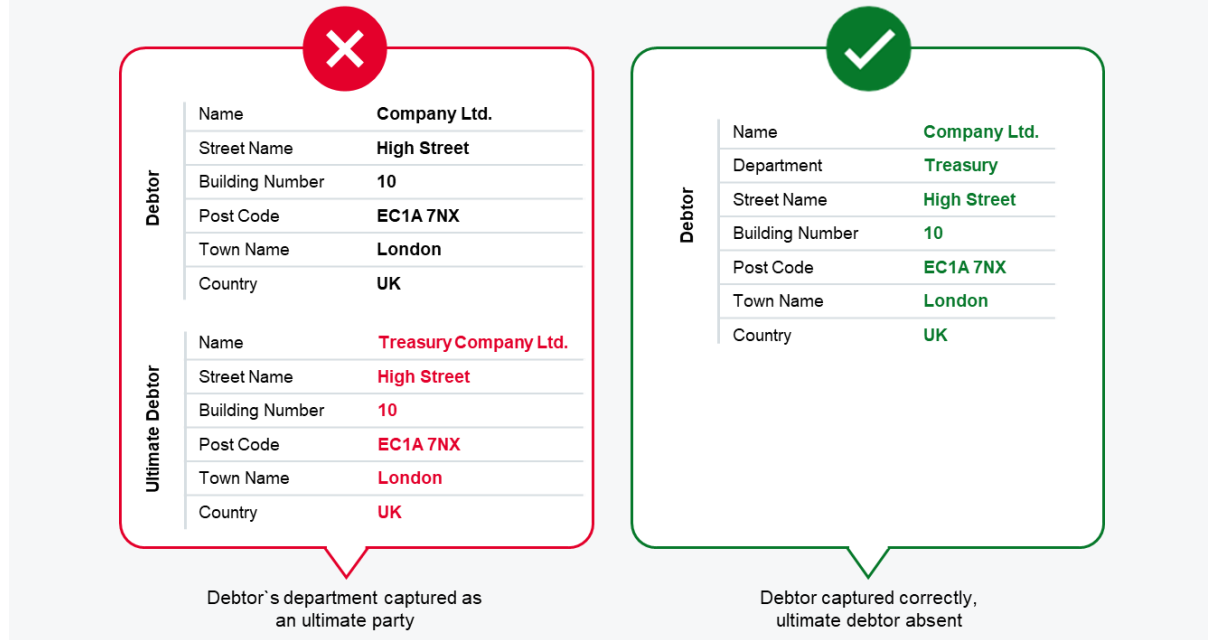 Debtor
Name Company Ltd.
Street Name High Street
Building Number 10
Post Code EC1A 7NX
Town Name London
Country UK
Ultimate Debtor
Name Treasury Company Ltd.
Street Name High Street
Building Number 10
Post Code EC1A 7NX
Town Name London
Country UK
Debtor`s department captured as
an ultimate party
Debtor
Name Company Ltd.
Department Treasury
Street Name High Street
Building Number 10
Post Code EC1A 7NX
Town Name London
Country UK
Debtor captured correctly,
ultimate debtor absent